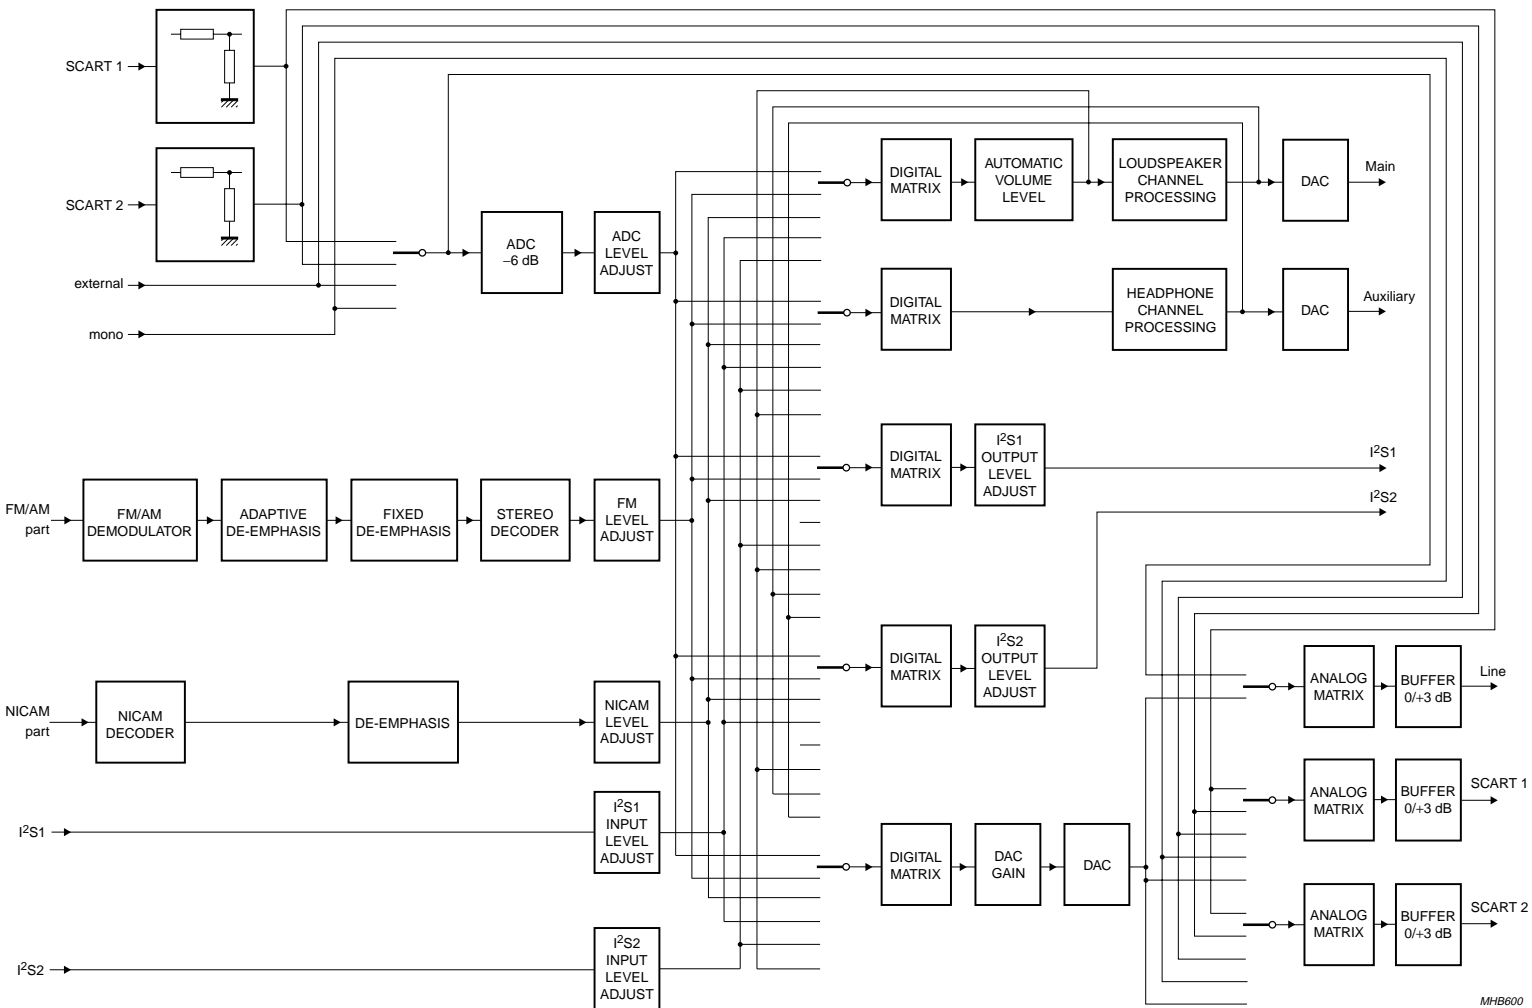 SCART 1
SCART 2
external
mono
ADC
–6 dB
ADC
LEVEL
ADJUST
DIGITAL
MATRIX
AUTOMATIC
VOLUME
LEVEL
LOUDSPEAKER
CHANNEL
PROCESSING
DAC
Main
DIGITAL
MATRIX
HEADPHONE
CHANNEL
PROCESSING
DAC
Auxiliary
DIGITAL
MATRIX
I²S1
OUTPUT
LEVEL
ADJUST
I²S1
I²S2
FM/AM
part
FM/AM
DEMODULATOR
ADAPTIVE
DE-EMPHASIS
FIXED
DE-EMPHASIS
STEREO
DECODER
FM
LEVEL
ADJUST
DIGITAL
MATRIX
I²S2
OUTPUT
LEVEL
ADJUST
NICAM
part
NICAM
DECODER
DE-EMPHASIS
NICAM
LEVEL
ADJUST
ANALOG
MATRIX
BUFFER
0/+3 dB
Line
I²S1
I²S1
INPUT
LEVEL
ADJUST
ANALOG
MATRIX
BUFFER
0/+3 dB
SCART 1
DIGITAL
MATRIX
DAC
GAIN
DAC
I²S2
I²S2
INPUT
LEVEL
ADJUST
ANALOG
MATRIX
BUFFER
0/+3 dB
SCART 2
MHB600